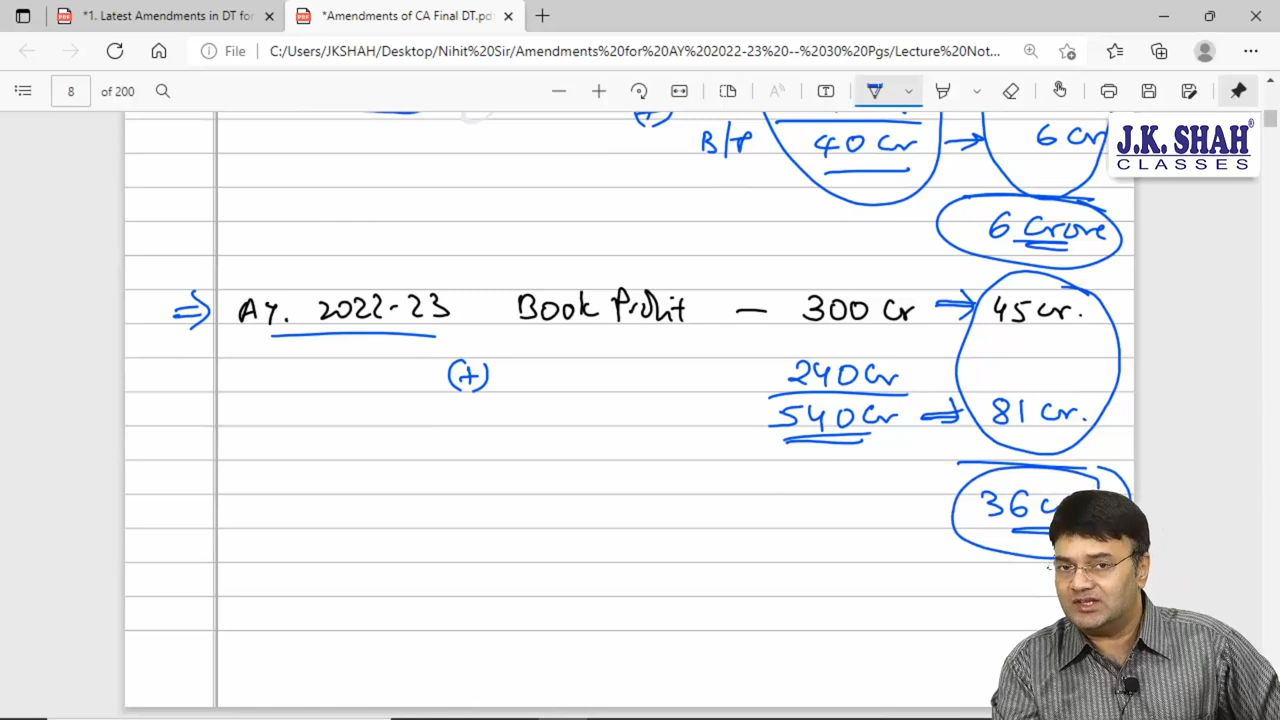 *1. Latest Amendments in DT for
*Amendments of CA Final DT.pd
File C:/Users/JKSHAH/Desktop/Nihit%20Sir/Amendments%20for%20AY%202022-23%20--%2030%20Pgs/Lecture%20Not...
8 of 200
J.K. SHAH®
CLASSES
(+)
B/P 40 Cr → 6 Cr
6 Crore
⇒ AY. 2022-23 Book Profit — 300 Cr ⇒ 45 Cr.
(+) 240 Cr
540 Cr ⇒ 81 Cr.
36 C